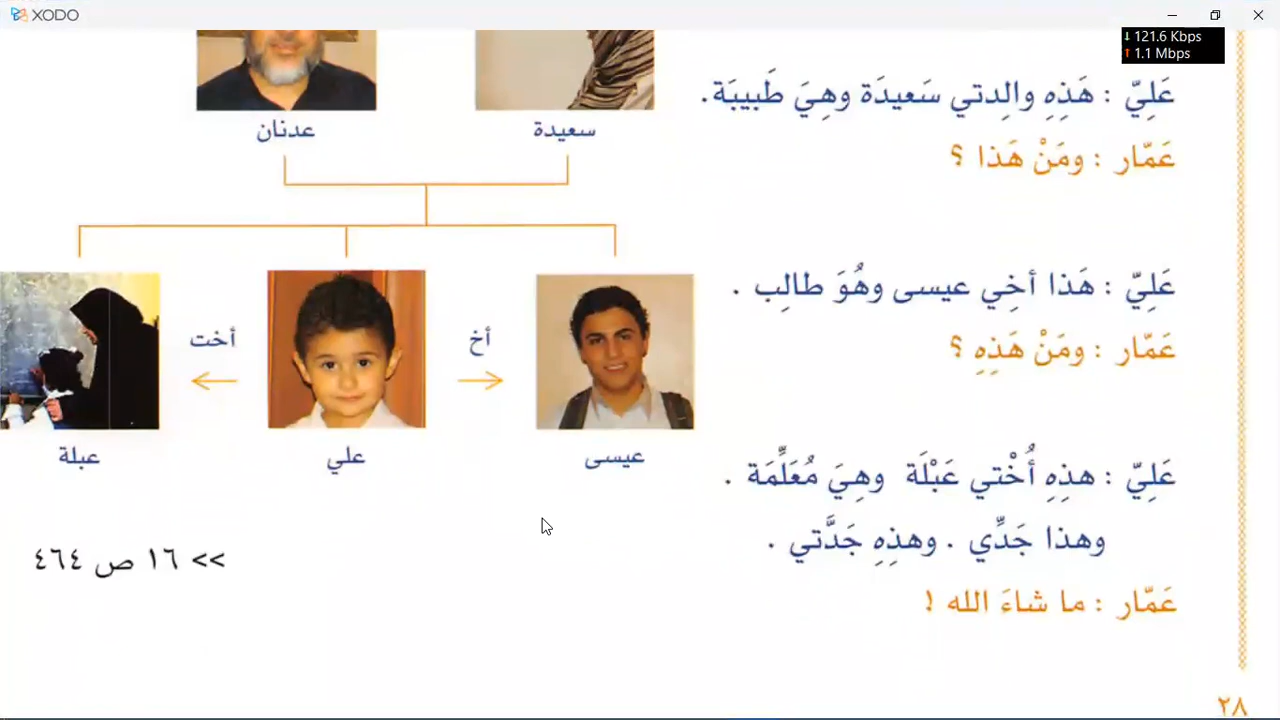 XODO
↓ 121.6 Kbps
↑ 1.1 Mbps
عَلِيّ : هَذِهِ والِدتي سَعيدَة وهِيَ طَبيبَة.
عَمّار : ومَنْ هَذا ؟
عَلِيّ : هَذا أخِي عيسى وهُوَ طالِب .
عَمّار : ومَنْ هَذِهِ ؟
عَلِيّ : هذِهِ أُخْتي عَبْلَة وهِيَ مُعَلِّمَة .
وهذا جَدِّي . وهذِهِ جَدَّتي .
عَمّار : ما شاءَ الله !
سعيدة
عدنان
أخ
أخت
عيسى
علي
عبلة
>> ١٦ ص ٤٦٤
٢٨